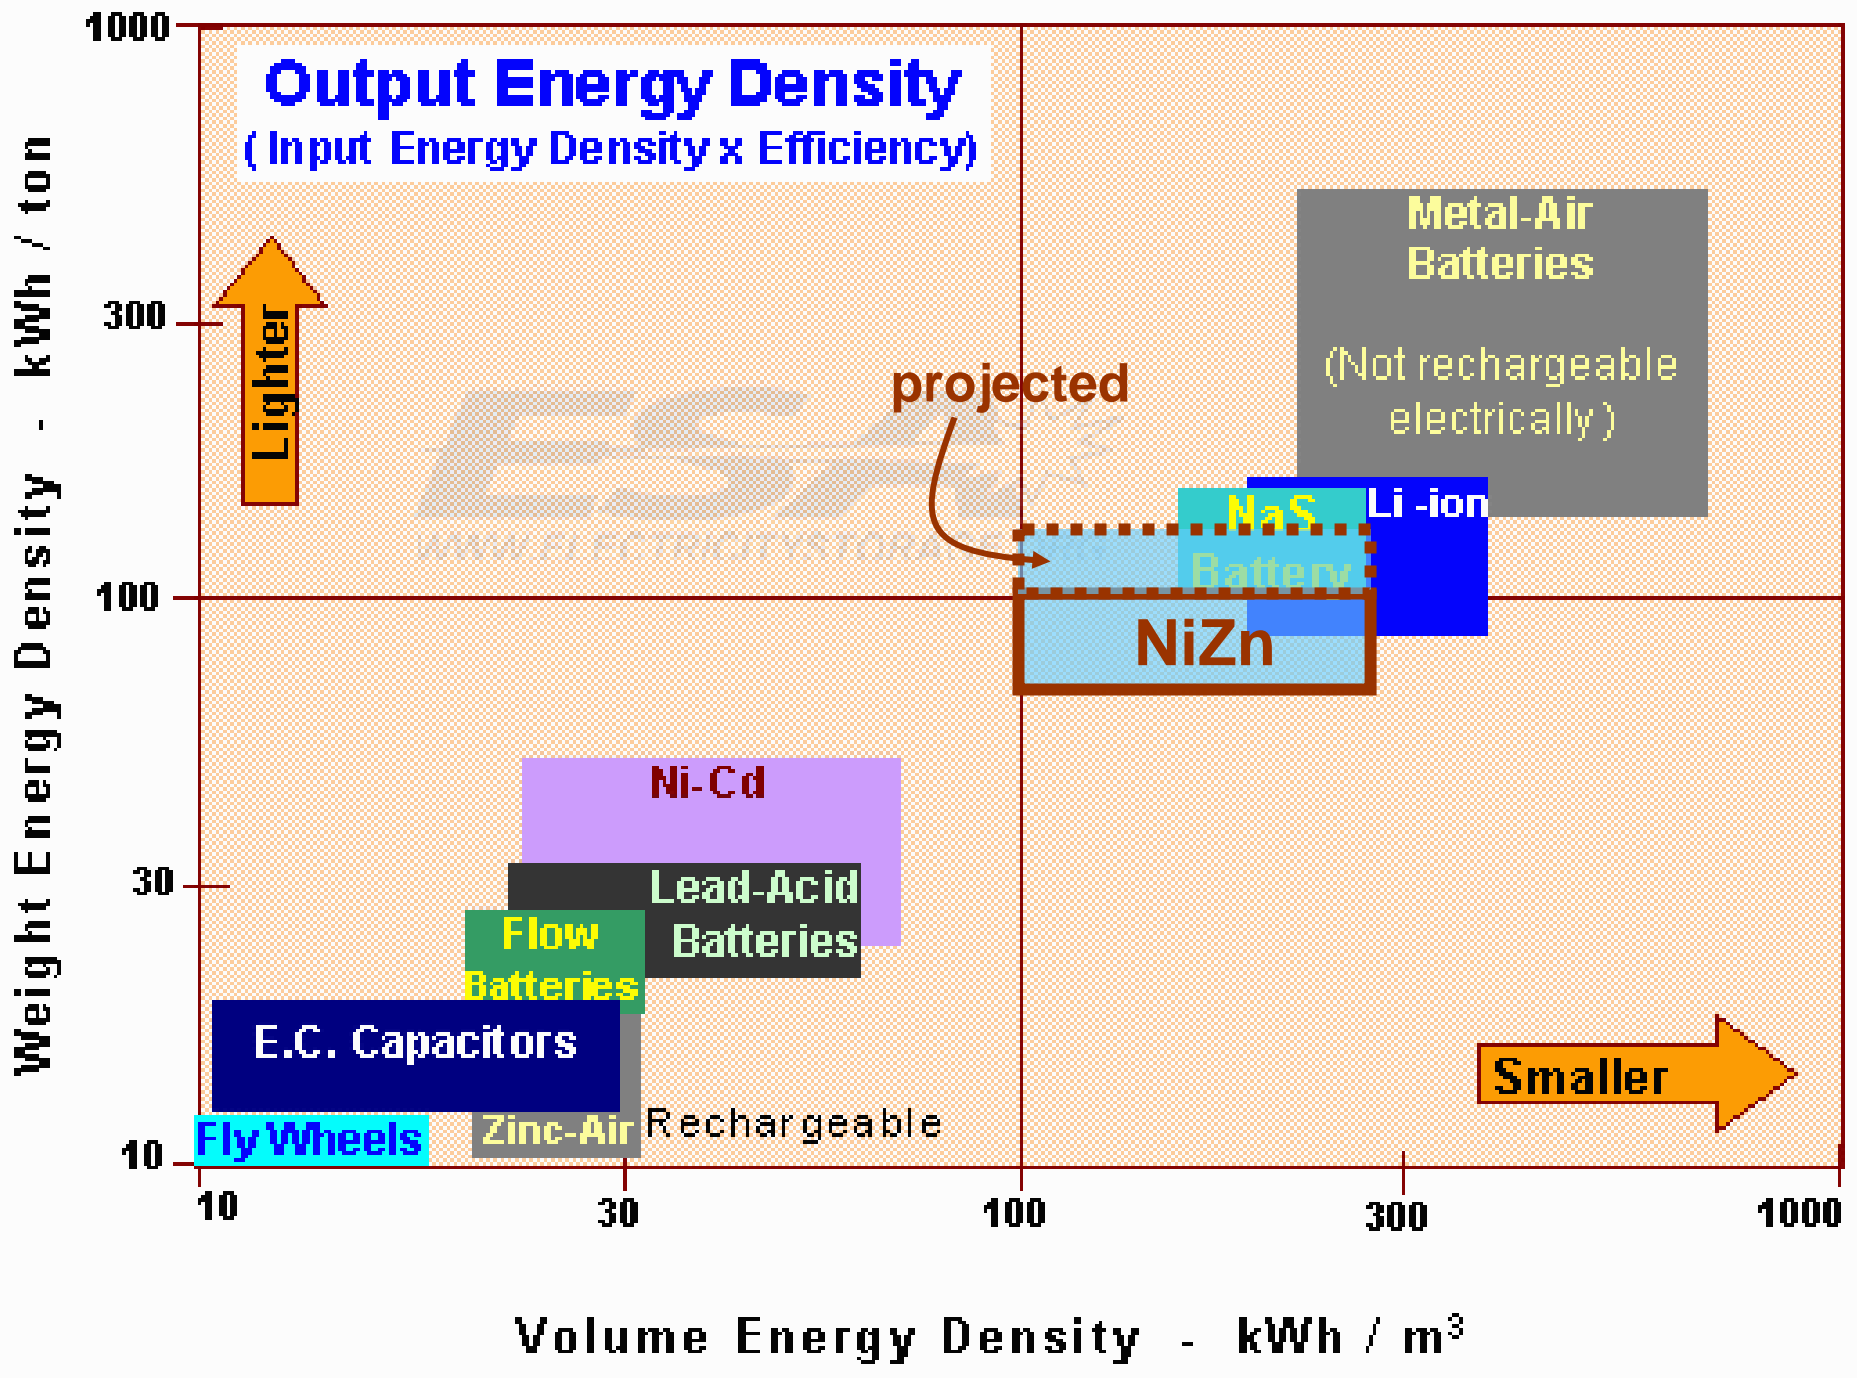 1000
Output Energy Density
( Input Energy Density x Efficiency)
Weight Energy Density - kWh / ton
Metal-Air
Batteries
(Not rechargeable
electrically )
Lighter
300
projected
Li -ion
NaS
Battery
100
NiZn
Ni-Cd
30
Lead-Acid
Batteries
Flow
Batteries
E.C. Capacitors
Smaller
Zinc-Air Rechargeable
Fly Wheels
10
10 30 100 300 1000
Volume Energy Density - kWh / m³